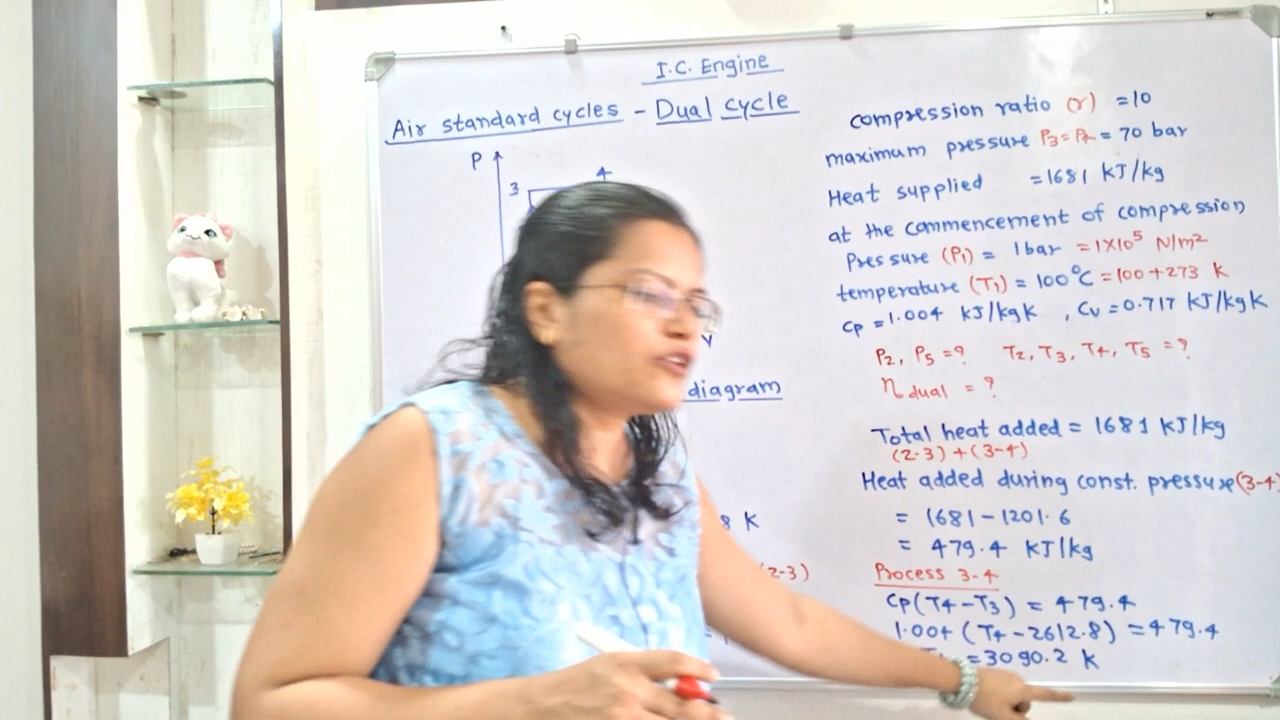 I.C. Engine
Air standard cycles - Dual cycle
P
3
4
V
diagram
8 K
(2-3)
compression ratio (r) = 10
maximum pressure P3=P4 = 70 bar
Heat supplied = 1681 KJ/kg
at the commencement of compression
Pressure (P1) = 1bar = 1×10⁵ N/m²
temperature (T1) = 100°C = 100+273 K
Cp = 1.004 KJ/kgK , Cv = 0.717 KJ/kgK
P2, P5 = ? T2, T3, T4, T5 = ?
η dual = ?
Total heat added = 1681 KJ/kg
(2-3) + (3-4)
Heat added during const. pressure (3-4)
= 1681 - 1201.6
= 479.4 KJ/kg
Process 3-4
Cp(T4-T3) = 479.4
1.004 (T4 - 2612.8) = 479.4
= 3090.2 K